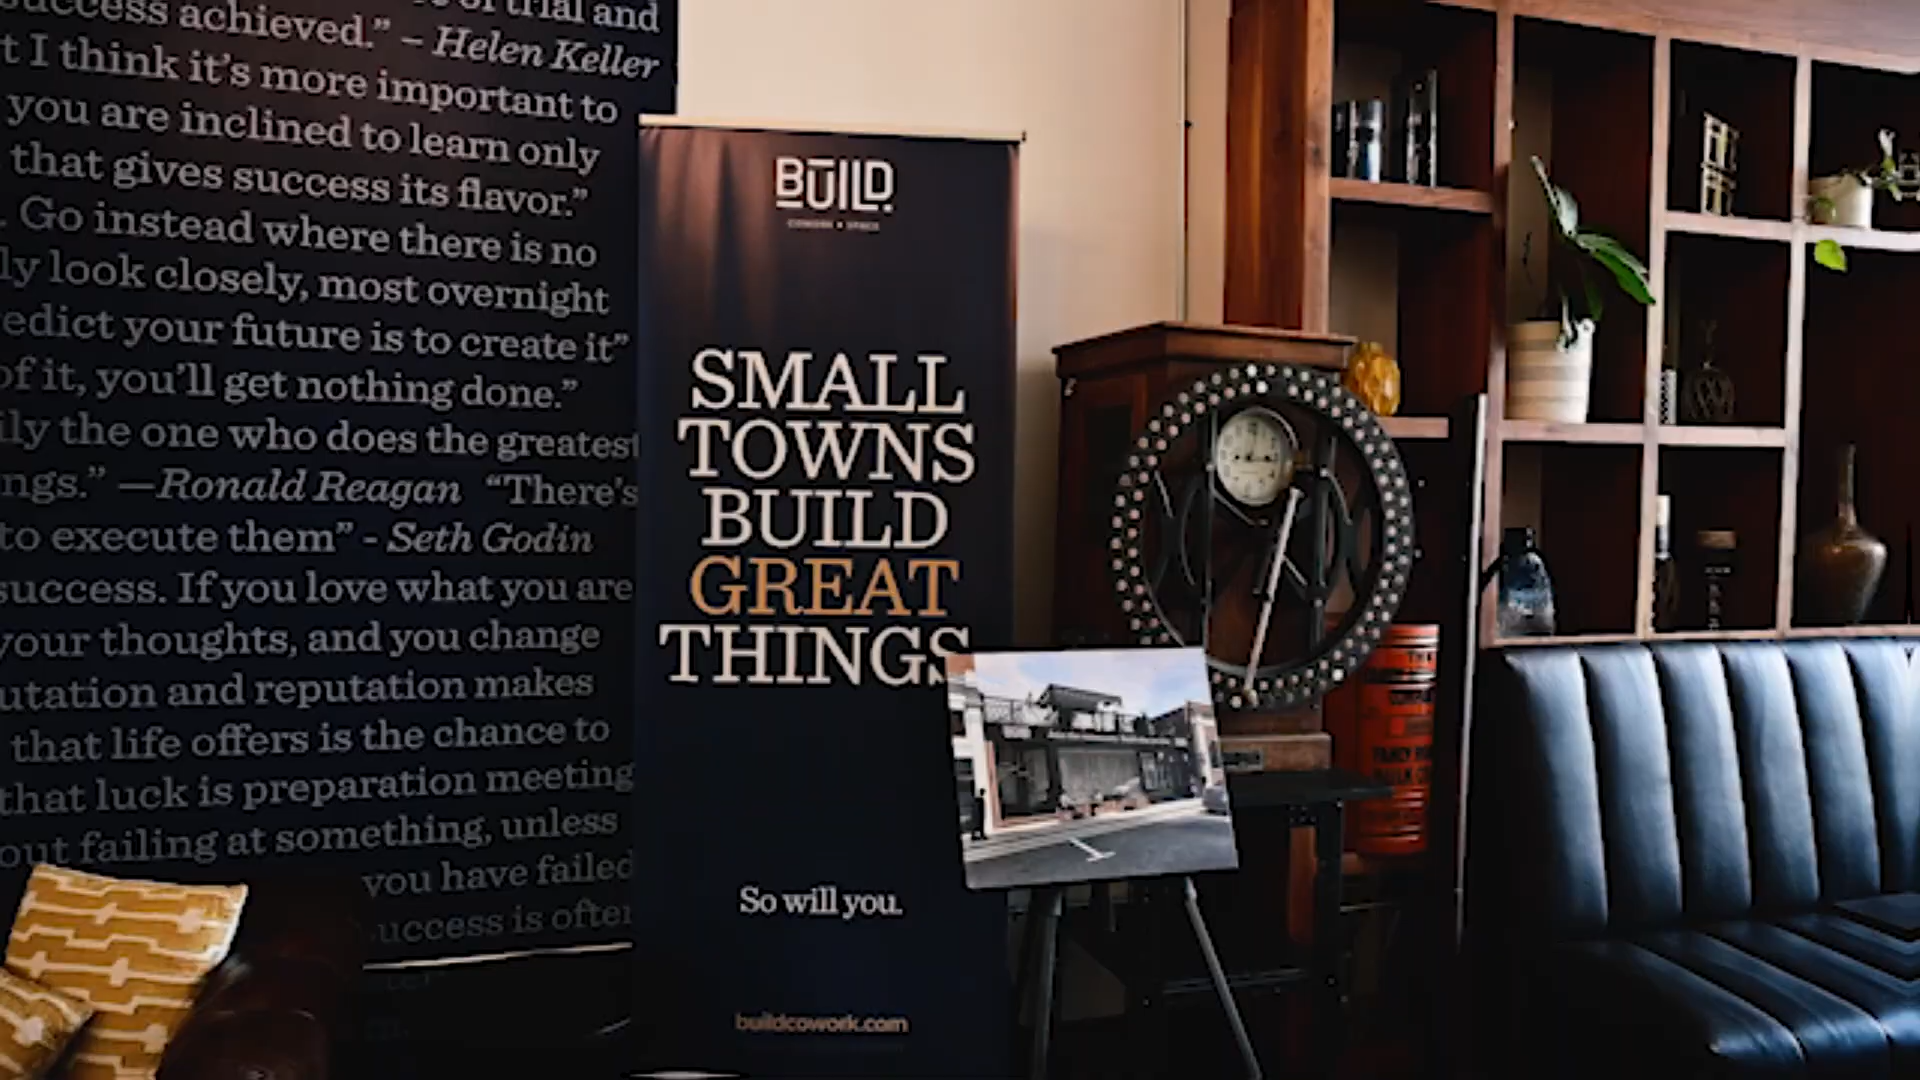 success achieved.” – Helen Keller
t I think it’s more important to
you are inclined to learn only
that gives success its flavor.”
. Go instead where there is no
ly look closely, most overnight
edict your future is to create it”
of it, you’ll get nothing done.”
ily the one who does the greatest
ngs.” —Ronald Reagan “There’s
to execute them” - Seth Godin
success. If you love what you are
your thoughts, and you change
utation and reputation makes
that life offers is the chance to
that luck is preparation meeting
out failing at something, unless
you have failed
uccess is often
BUILD.
COWORK + SPACE
SMALL
TOWNS
BUILD
GREAT
THINGS
So will you.
buildcowork.com